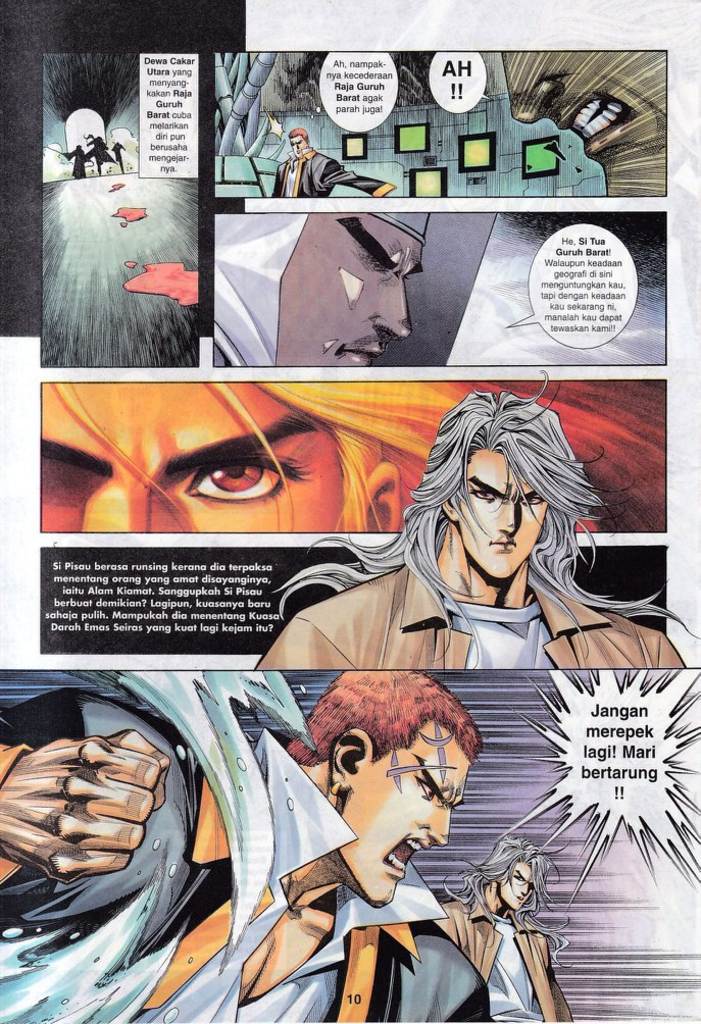 Dewa Cakar
Utara yang
menyang-
kakan Raja
Guruh
Barat cuba
melarikan
diri pun
berusaha
mengejar-
nya.
Ah, nampak-
nya kecederaan
Raja Guruh
Barat agak
parah juga!
AH
!!
He, Si Tua
Guruh Barat!
Walaupun keadaan
geografi di sini
menguntungkan kau,
tapi dengan keadaan
kau sekarang ni,
manalah kau dapat
tewaskan kami!!
Si Pisau berasa runsing kerana dia terpaksa
menentang orang yang amat disayanginya,
iaitu Alam Kiamat. Sanggupkah Si Pisau
berbuat demikian? Lagipun, kuasanya baru
sahaja pulih. Mampukah dia menentang Kuasa
Darah Emas Seiras yang kuat lagi kejam itu?
Jangan
merepek
lagi! Mari
bertarung
!!
10